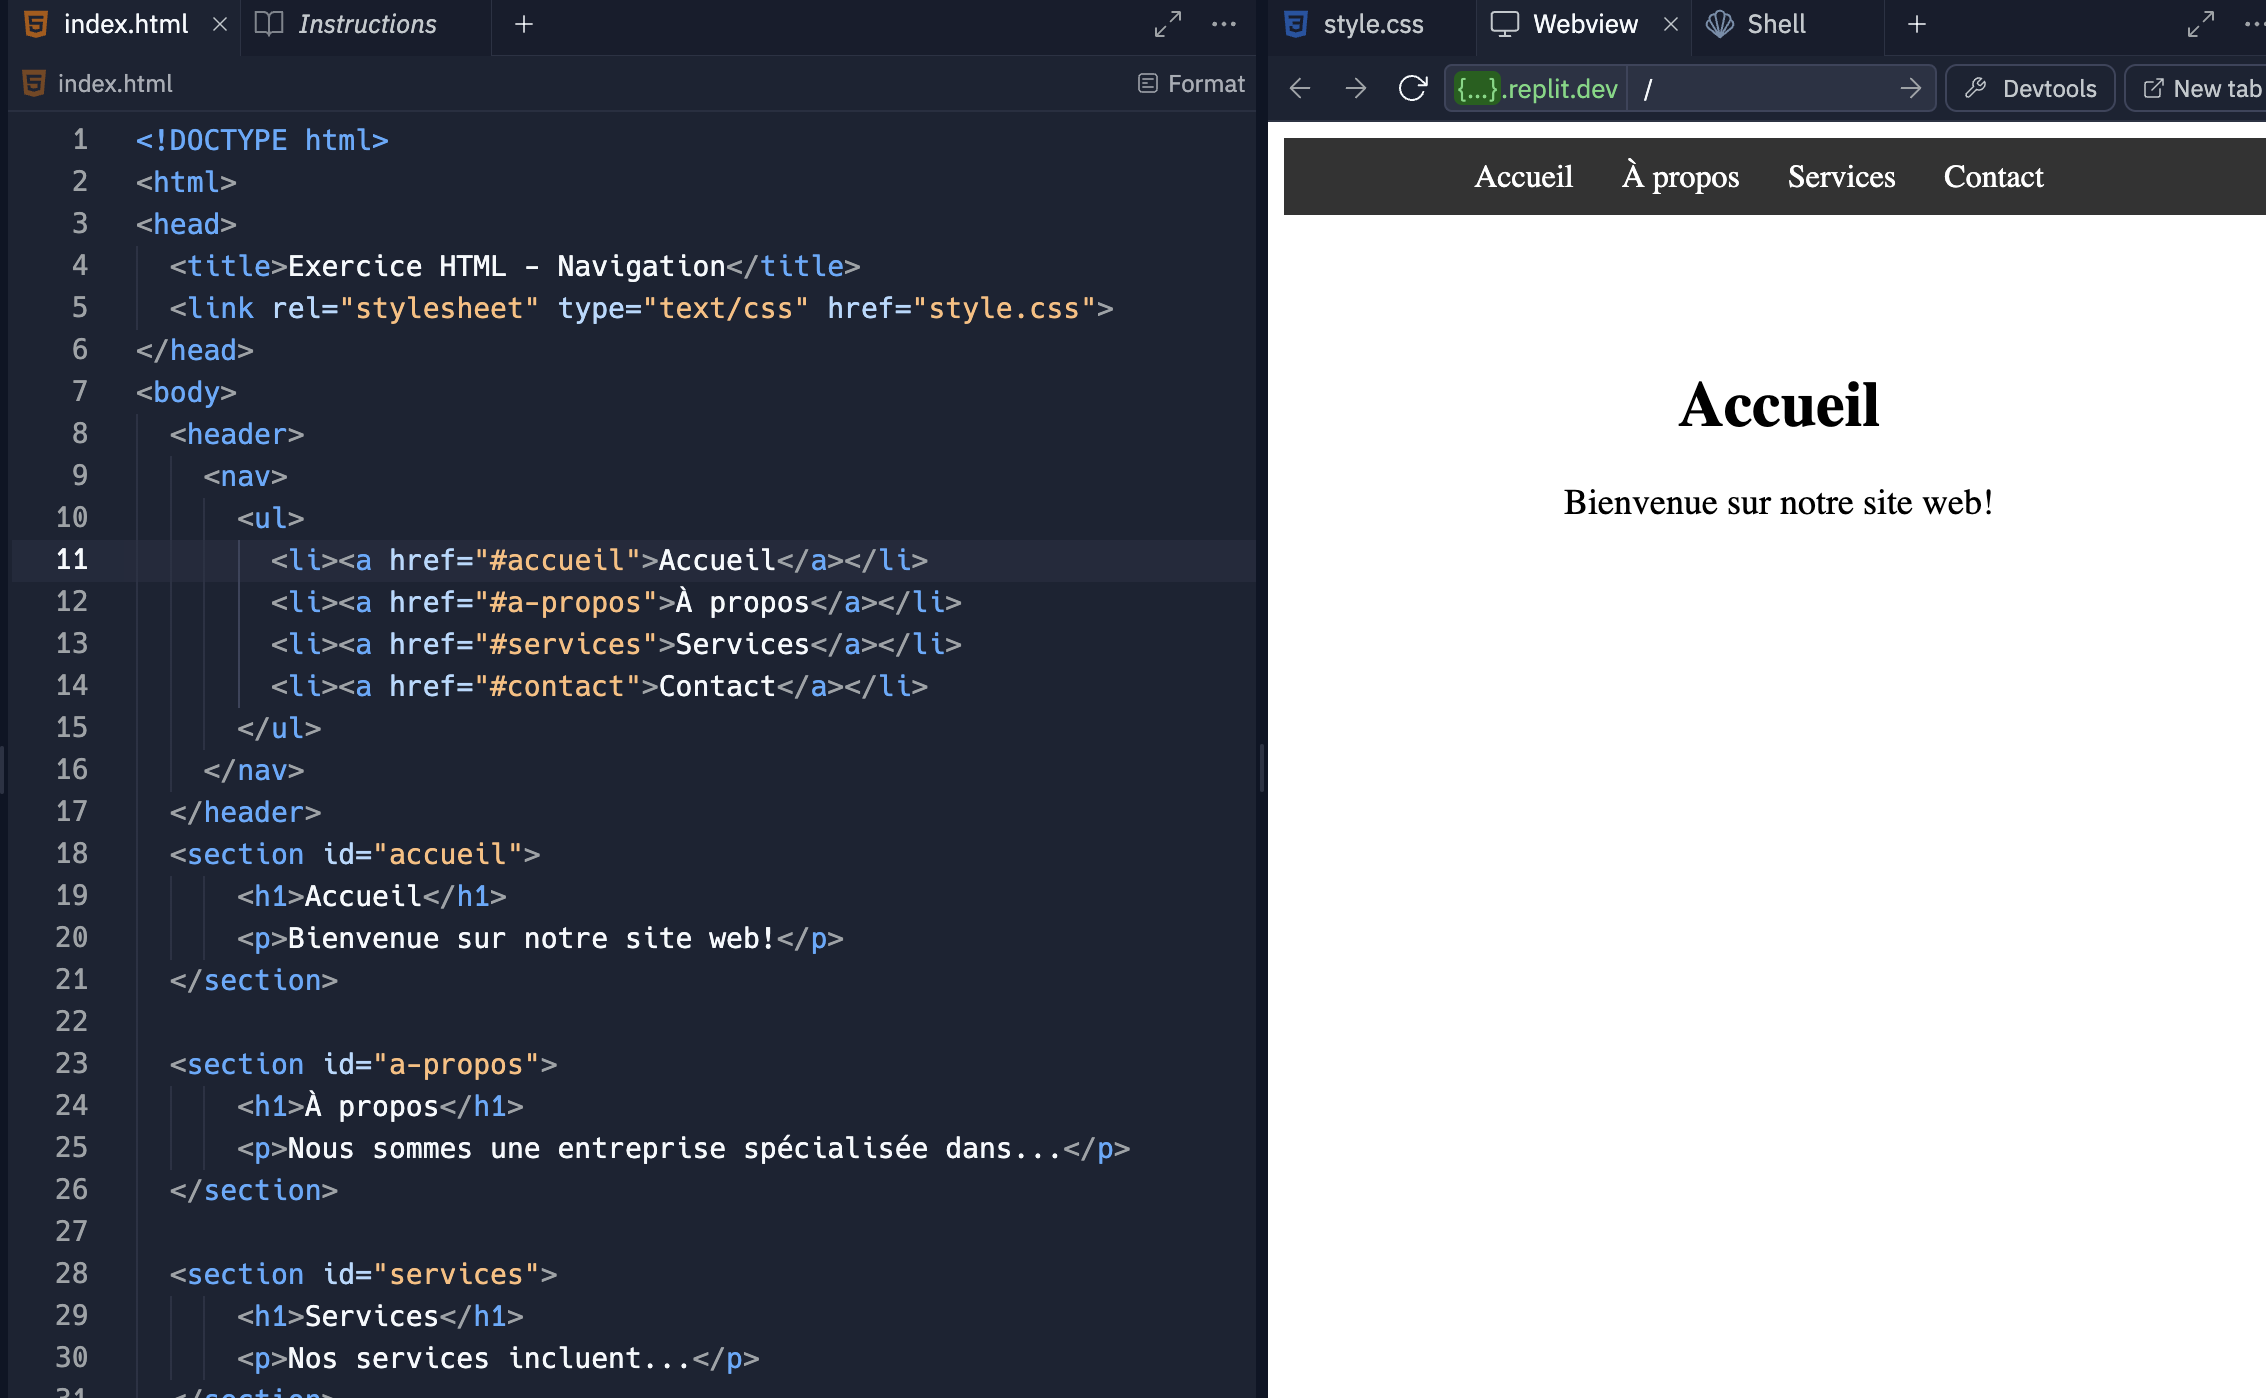 index.html
Instructions
index.html
Format
1 <!DOCTYPE html>
2 <html>
3 <head>
4 <title>Exercice HTML - Navigation</title>
5 <link rel="stylesheet" type="text/css" href="style.css">
6 </head>
7 <body>
8 <header>
9 <nav>
10 <ul>
11 <li><a href="#accueil">Accueil</a></li>
12 <li><a href="#a-propos">À propos</a></li>
13 <li><a href="#services">Services</a></li>
14 <li><a href="#contact">Contact</a></li>
15 </ul>
16 </nav>
17 </header>
18 <section id="accueil">
19 <h1>Accueil</h1>
20 <p>Bienvenue sur notre site web!</p>
21 </section>
22
23 <section id="a-propos">
24 <h1>À propos</h1>
25 <p>Nous sommes une entreprise spécialisée dans...</p>
26 </section>
27
28 <section id="services">
29 <h1>Services</h1>
30 <p>Nos services incluent...</p>
31 </section>
style.css
Webview
Shell
{...}.replit.dev /
Devtools
New tab
Accueil À propos Services Contact
Accueil
Bienvenue sur notre site web!